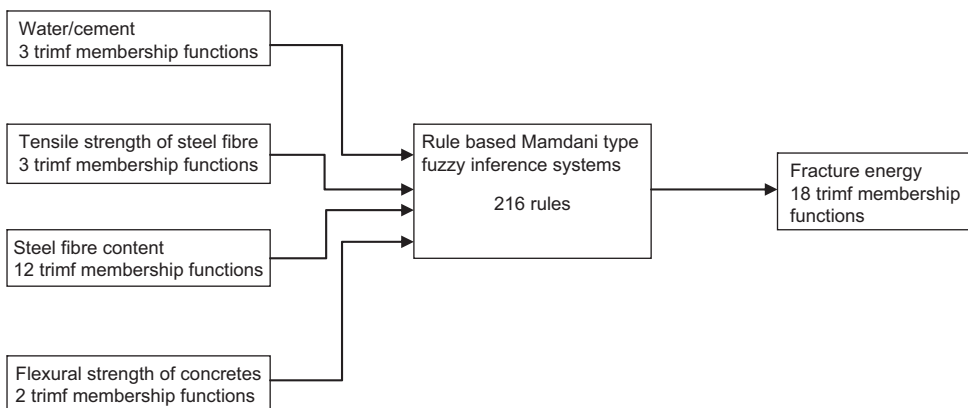 Water/cement
3 trimf membership functions
Tensile strength of steel fibre
3 trimf membership functions
Steel fibre content
12 trimf membership functions
Flexural strength of concretes
2 trimf membership functions
Rule based Mamdani type
fuzzy inference systems
216 rules
Fracture energy
18 trimf membership
functions